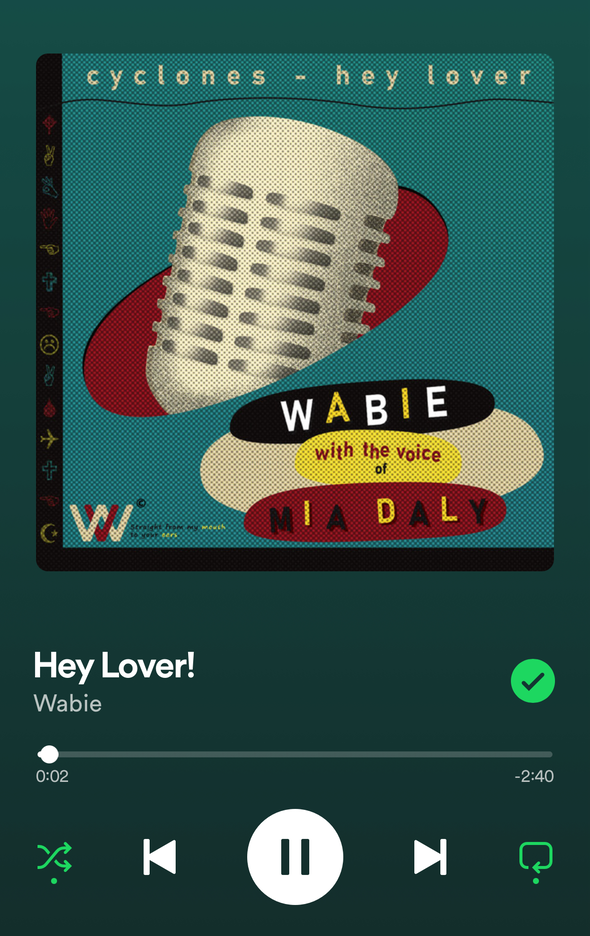 cyclones - hey lover
WABIE
with the voice
of
MIA DALY
W ©
Straight from my mouth
to your ears
Hey Lover!
Wabie
0:02 -2:40